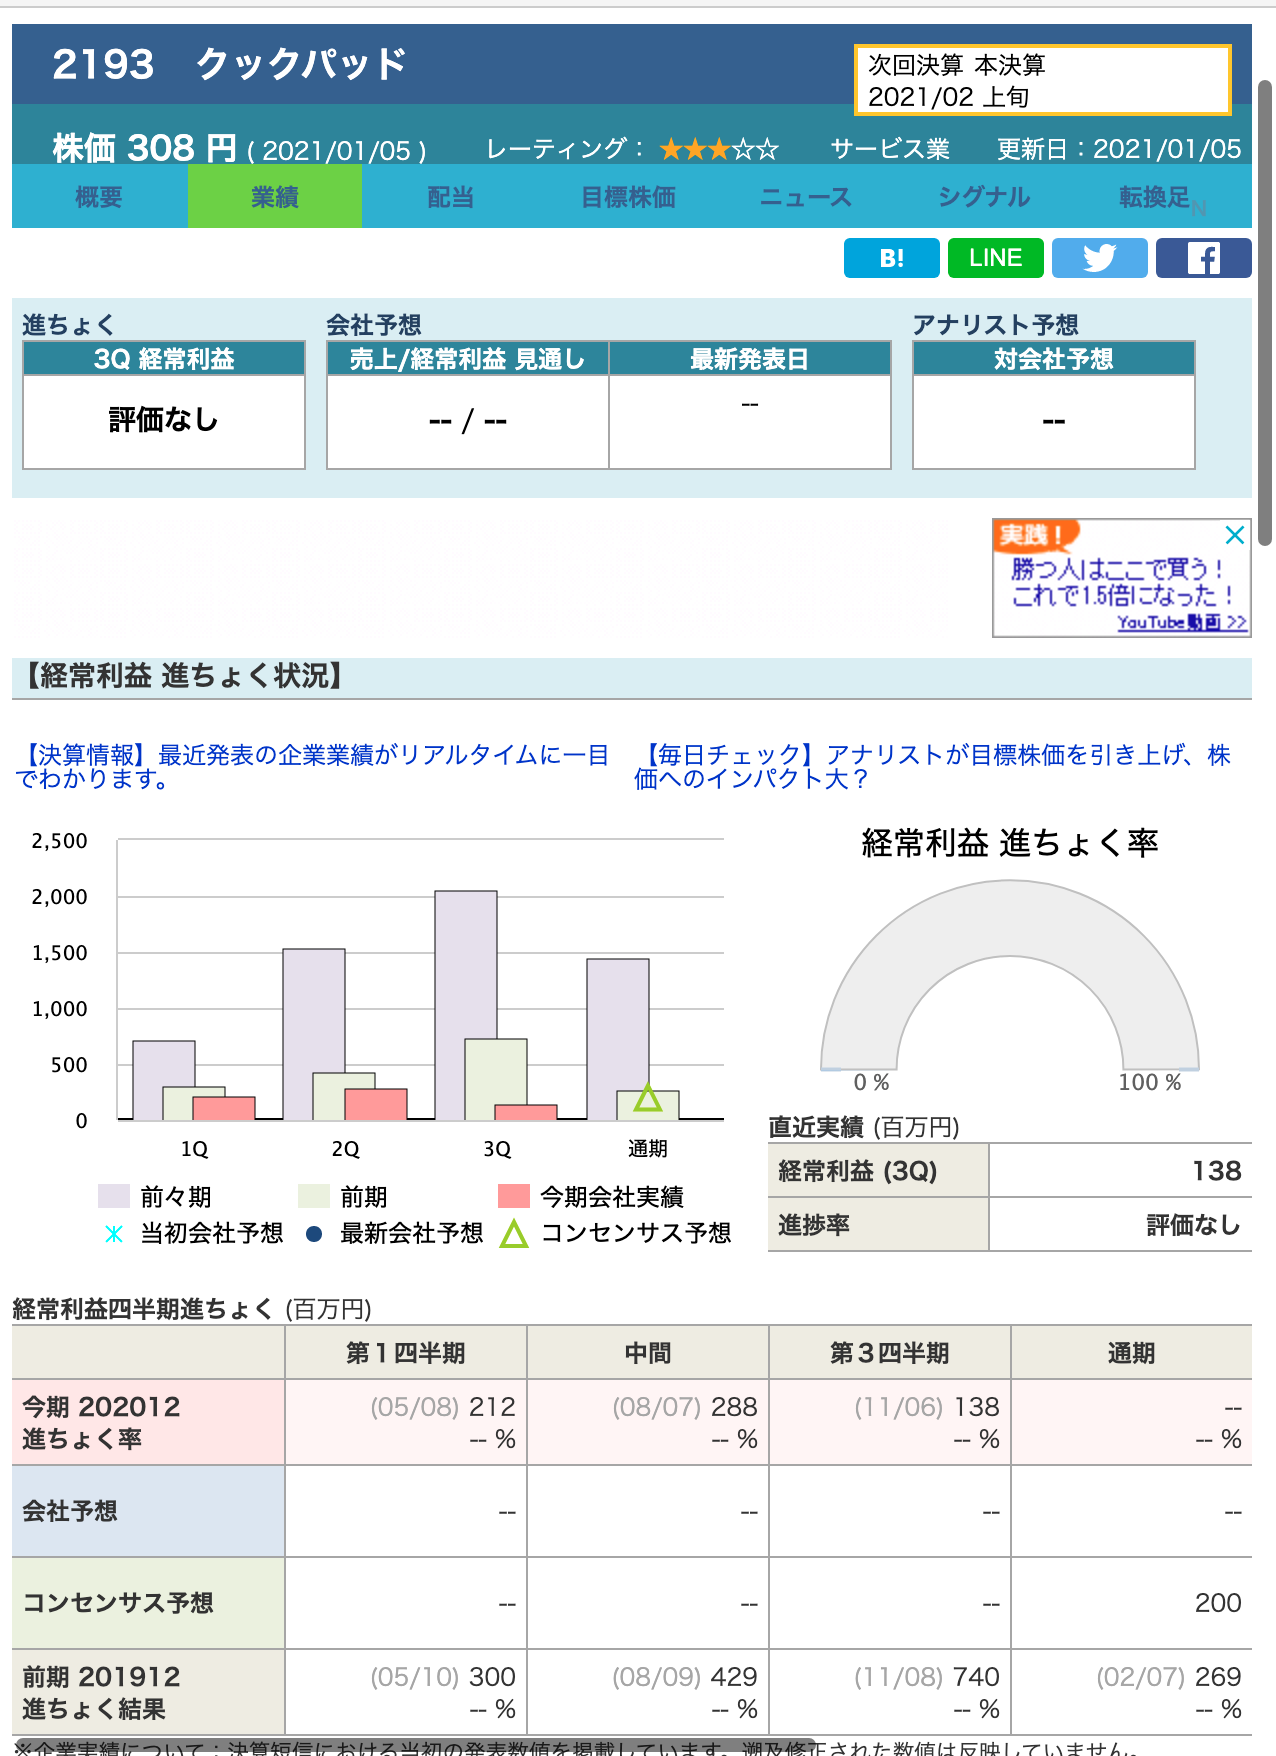 2193 クックパッド
次回決算 本決算
2021/02 上旬
株価 308 円 ( 2021/01/05 ) レーティング： ★★★☆☆ サービス業 更新日：2021/01/05
概要 業績 配当 目標株価 ニュース シグナル 転換足N
B! LINE
進ちょく 会社予想 アナリスト予想
3Q 経常利益 売上/経常利益 見通し 最新発表日 対会社予想
評価なし -- / -- -- --
実践！
勝つ人はここで買う！
これで1.5倍になった！
YouTube動画 >>
【経常利益 進ちょく状況】
【決算情報】最近発表の企業業績がリアルタイムに一目
でわかります。
【毎日チェック】アナリストが目標株価を引き上げ、株
価へのインパクト大？
2,500
2,000
1,500
1,000
500
0
1Q 2Q 3Q 通期
前々期 前期 今期会社実績
当初会社予想 最新会社予想 コンセンサス予想
経常利益 進ちょく率
0 % 100 %
直近実績 (百万円)
経常利益 (3Q) 138
進捗率 評価なし
経常利益四半期進ちょく (百万円)
第１四半期 中間 第３四半期 通期
今期 202012 (05/08) 212 (08/07) 288 (11/06) 138 --
進ちょく率 -- % -- % -- % -- %
会社予想 -- -- -- --
コンセンサス予想 -- -- -- 200
前期 201912 (05/10) 300 (08/09) 429 (11/08) 740 (02/07) 269
進ちょく結果 -- % -- % -- % -- %
※企業実績について：決算短信における当初の発表数値を掲載しています。遡及修正された数値は反映していません。